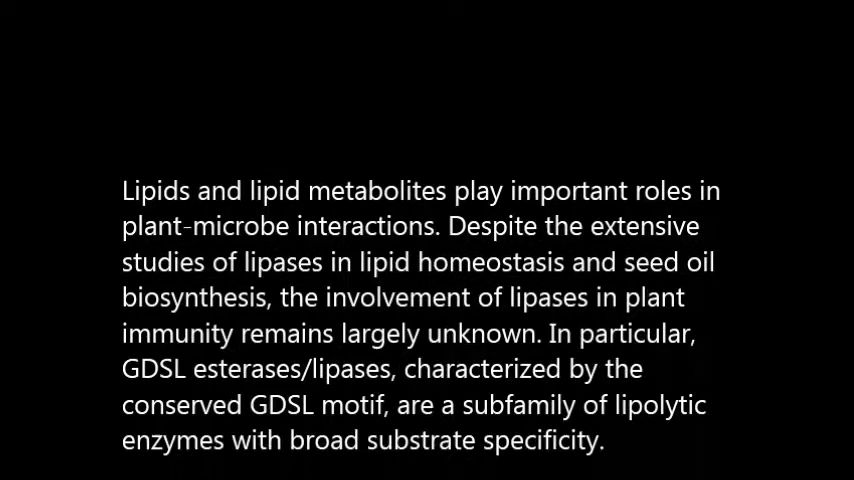 Lipids and lipid metabolites play important roles in
plant-microbe interactions. Despite the extensive
studies of lipases in lipid homeostasis and seed oil
biosynthesis, the involvement of lipases in plant
immunity remains largely unknown. In particular,
GDSL esterases/lipases, characterized by the
conserved GDSL motif, are a subfamily of lipolytic
enzymes with broad substrate specificity.